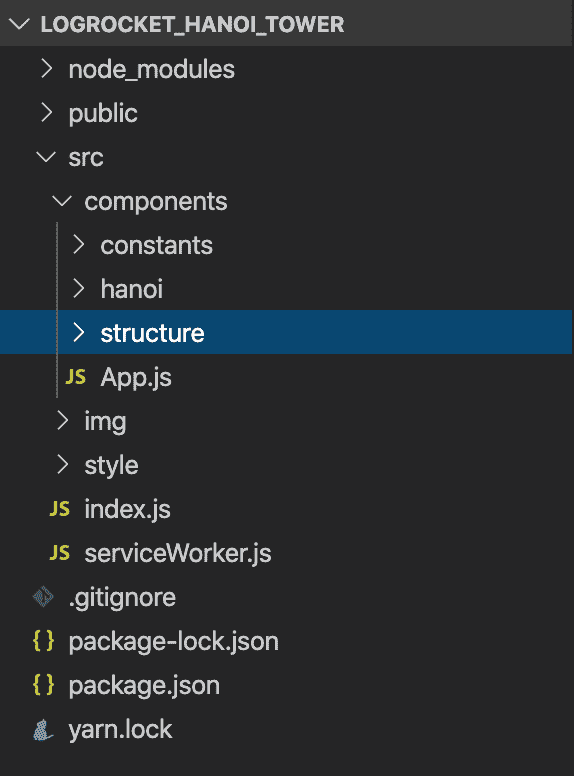 LOGROCKET_HANOI_TOWER
node_modules
public
src
components
constants
hanoi
structure
JS App.js
img
style
JS index.js
JS serviceWorker.js
.gitignore
{} package-lock.json
{} package.json
yarn.lock